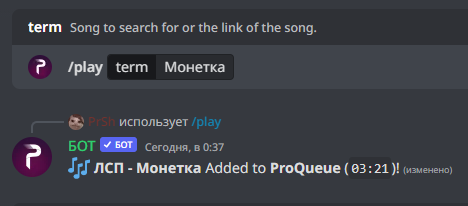 term Song to search for or the link of the song.
/play term Монетка
PrSh использует /play
БОТ ✓ БОТ Сегодня, в 0:37
🎶 ЛСП - Монетка Added to ProQueue (03:21)! (изменено)